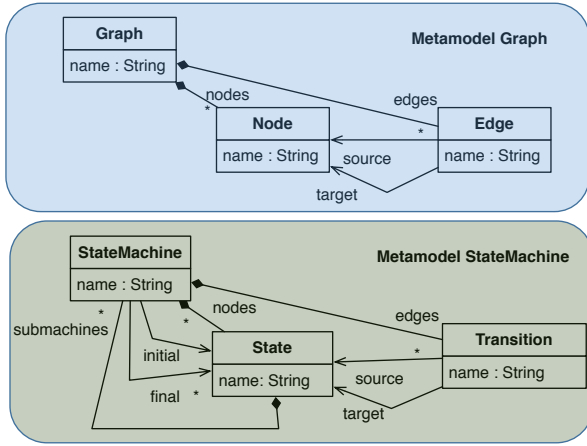 Graph
Metamodel Graph
name : String
nodes
edges
*
*
Node
Edge
name : String
source
name : String
target
StateMachine
Metamodel StateMachine
name : String
*
nodes
submachines
*
edges
State
*
Transition
initial
name: String
source
name : String
final
*
target